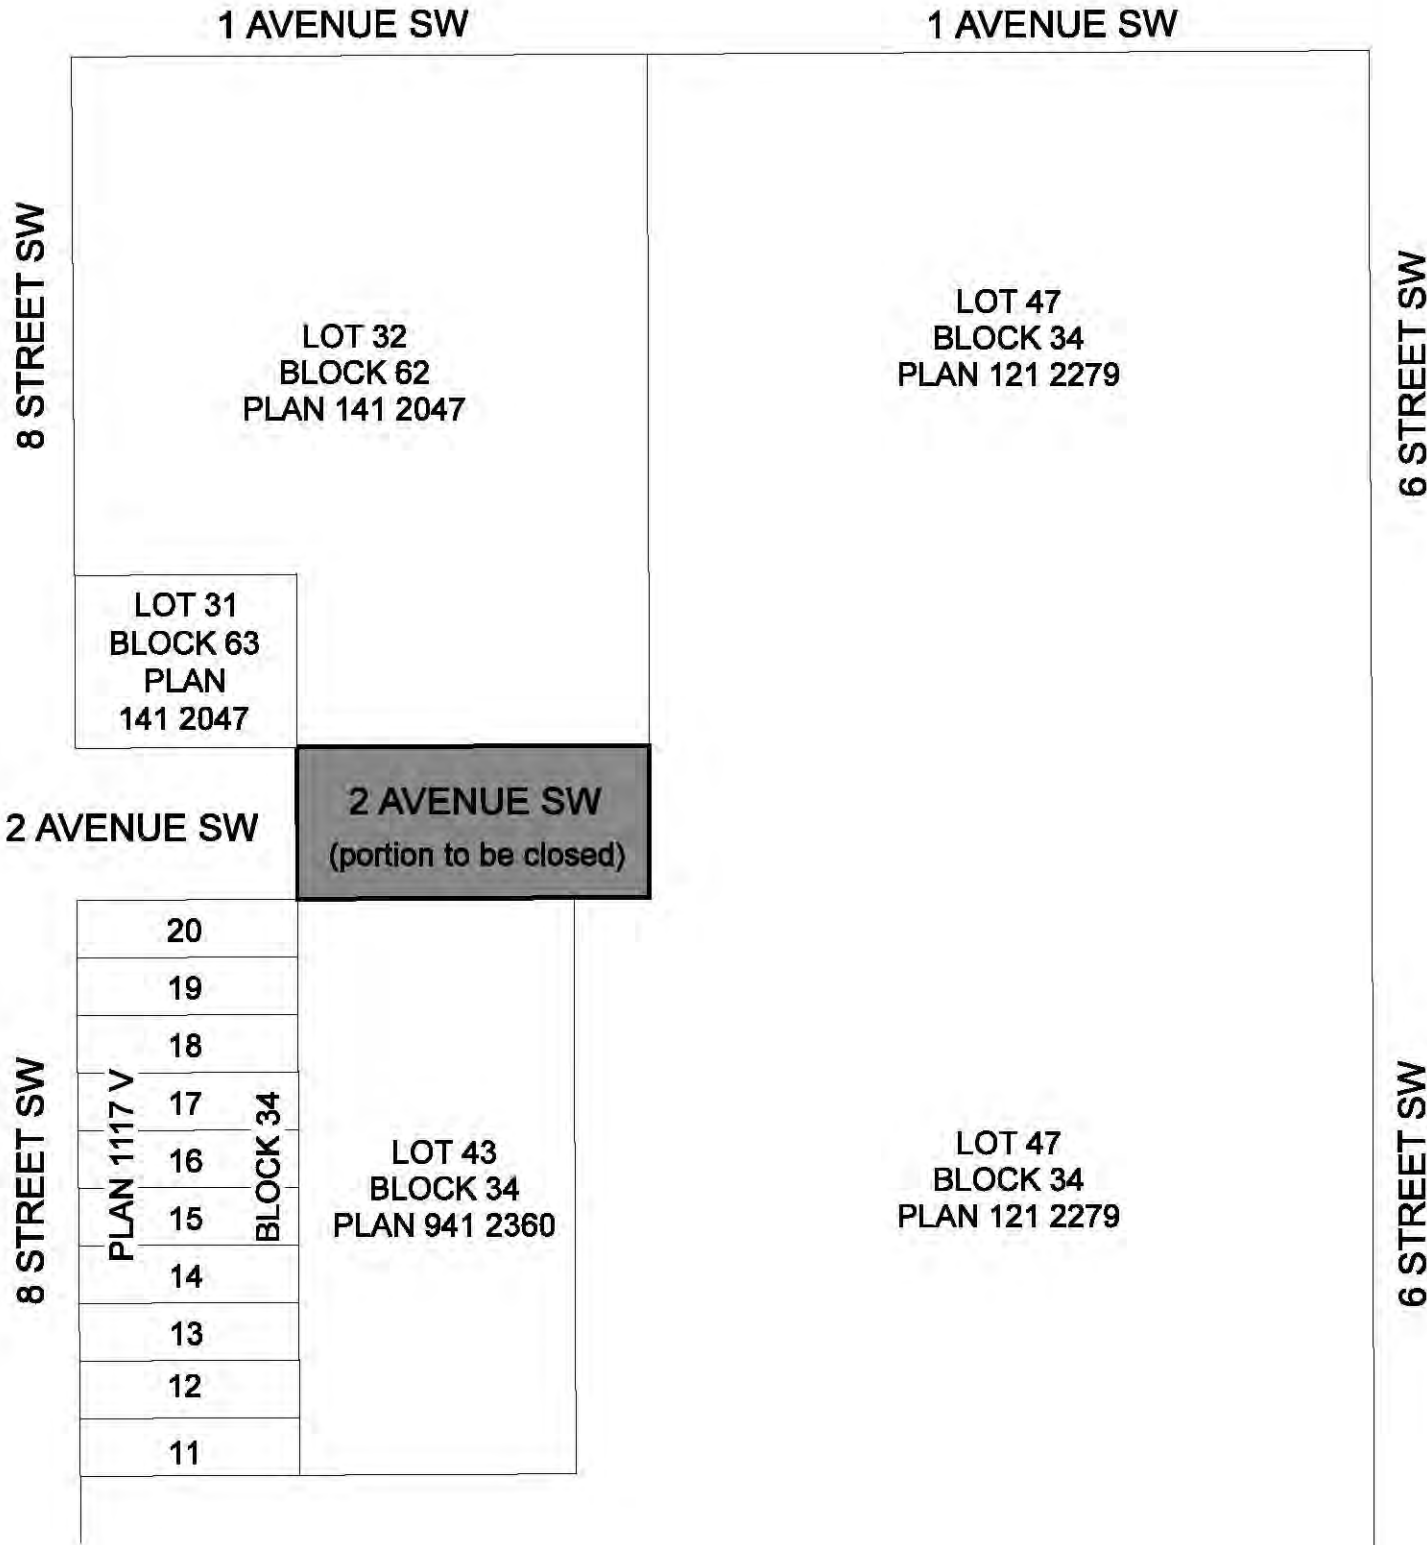 1 AVENUE SW
1 AVENUE SW
8 STREET SW
6 STREET SW
LOT 32
BLOCK 62
PLAN 141 2047
LOT 47
BLOCK 34
PLAN 121 2279
LOT 31
BLOCK 63
PLAN
141 2047
2 AVENUE SW
2 AVENUE SW
(portion to be closed)
20
19
18
17
16
15
14
13
12
11
8 STREET SW
PLAN 1117 V
BLOCK 34
LOT 43
BLOCK 34
PLAN 941 2360
LOT 47
BLOCK 34
PLAN 121 2279
6 STREET SW